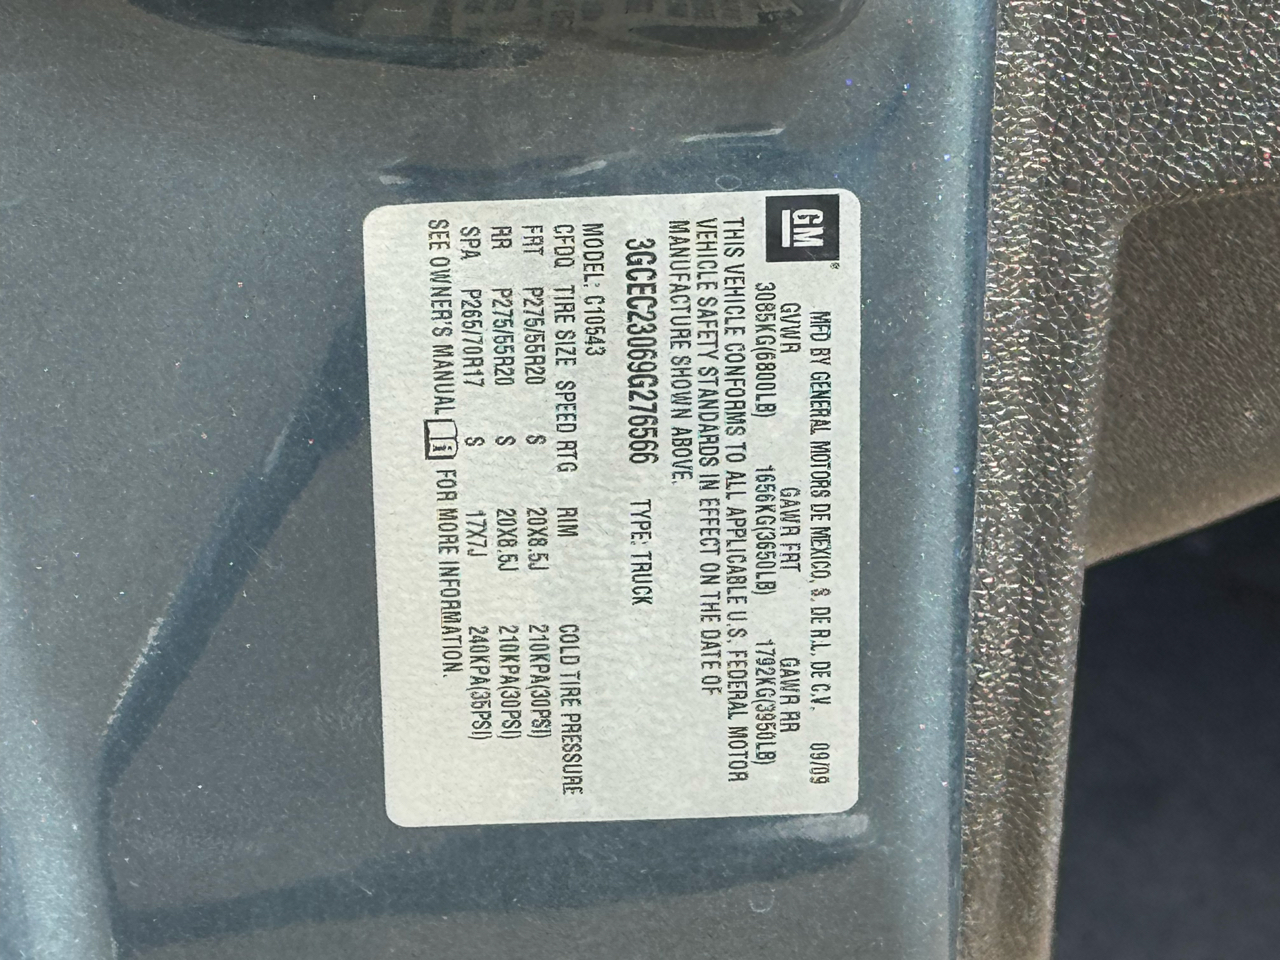 GM
MFD BY GENERAL MOTORS DE MEXICO, S. DE R.L. DE C.V. 09/09
GVWR GAWR FRT GAWR RR
3085KG(6800LB) 1656KG(3650LB) 1792KG(3950LB)
THIS VEHICLE CONFORMS TO ALL APPLICABLE U.S. FEDERAL MOTOR
VEHICLE SAFETY STANDARDS IN EFFECT ON THE DATE OF
MANUFACTURE SHOWN ABOVE.
3GCEC23069G276566 TYPE: TRUCK
MODEL: C10543
CFDQ TIRE SIZE SPEED RTG RIM COLD TIRE PRESSURE
FRT P275/55R20 S 20X8.5J 210KPA(30PSI)
RR P275/55R20 S 20X8.5J 210KPA(30PSI)
SPA P265/70R17 S 17X7J 240KPA(35PSI)
SEE OWNER'S MANUAL FOR MORE INFORMATION.